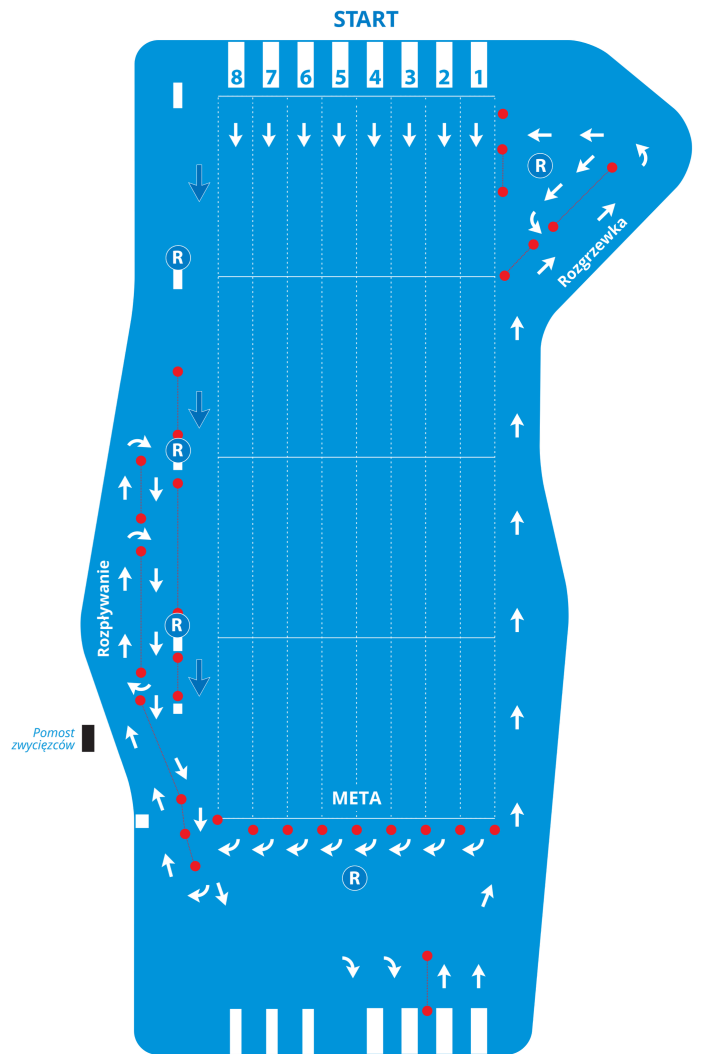 START
8 7 6 5 4 3 2 1
R
Rozgrzewka
R
R
Rozpływanie
R
Pomost
zwycięzców
META
R